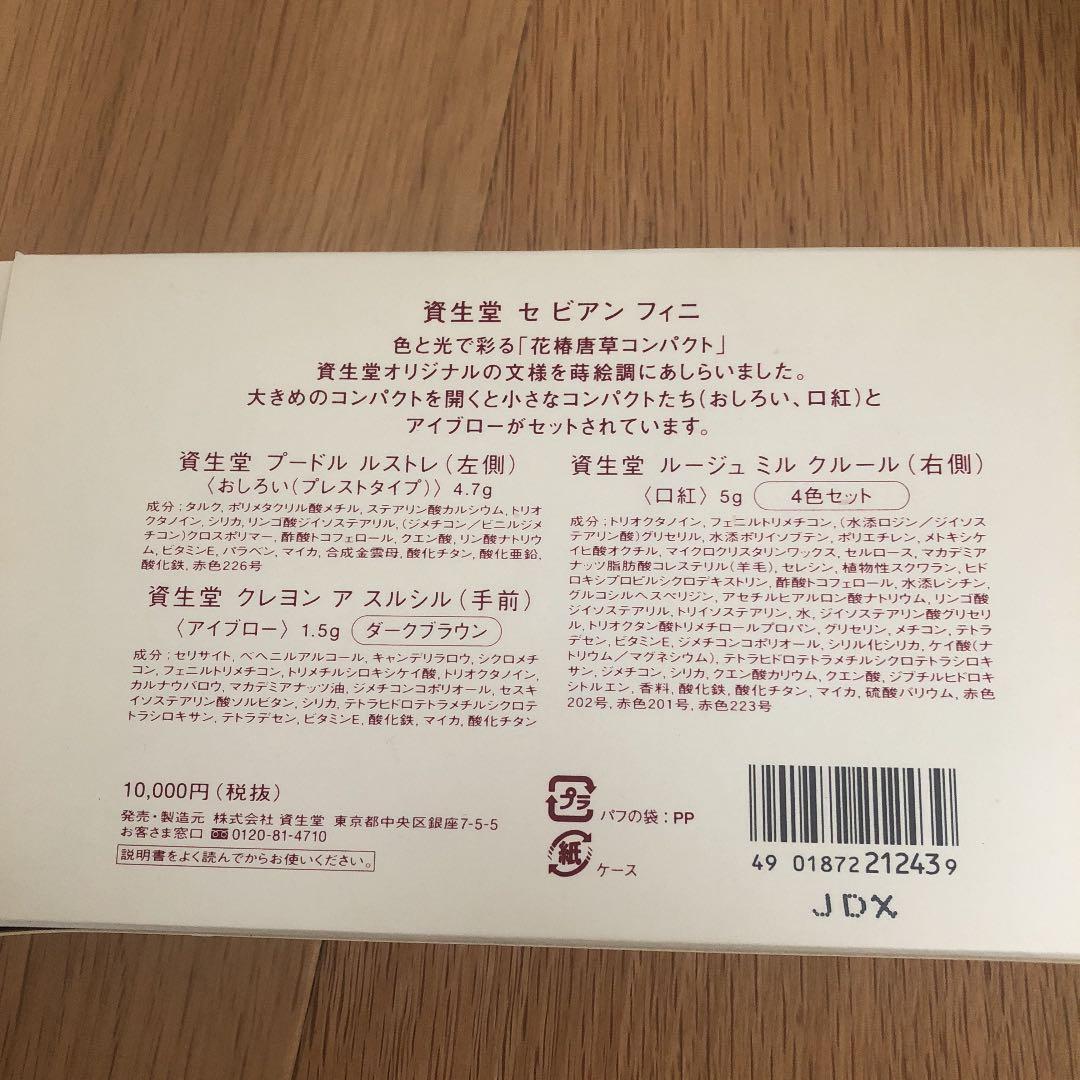 資生堂 セ ビアン フィニ
色と光で彩る「花椿唐草コンパクト」
資生堂オリジナルの文様を蒔絵調にあしらいました。
大きめのコンパクトを開くと小さなコンパクトたち(おしろい、口紅)と
アイブローがセットされています。
資生堂 プードル ルストレ(左側)
〈おしろい(プレストタイプ)〉4.7g
成分;タルク, ポリメタクリル酸メチル, ステアリン酸カルシウム, トリオ
クタノイン, シリカ, リンゴ酸ジイソステアリル, (ジメチコン/ビニルジメ
チコン)クロスポリマー, 酢酸トコフェロール, クエン酸, リン酸ナトリウ
ム, ビタミンE, パラベン, マイカ, 合成金雲母, 酸化チタン, 酸化亜鉛,
酸化鉄, 赤色226号
資生堂 クレヨン ア スルシル(手前)
〈アイブロー〉1.5g ダークブラウン
成分;セリサイト, ベヘニルアルコール, キャンデリラロウ, シクロメチ
コン, フェニルトリメチコン, トリメチルシロキシケイ酸, トリオクタノイン,
カルナウバロウ, マカデミアナッツ油, ジメチコンコポリオール, セスキ
イソステアリン酸ソルビタン, シリカ, テトラヒドロテトラメチルシクロテ
トラシロキサン, テトラデセン, ビタミンE, 酸化鉄, マイカ, 酸化チタン
資生堂 ルージュ ミル クルール(右側)
〈口紅〉5g 4色セット
成分;トリオクタノイン, フェニルトリメチコン, (水添ロジン/ジイソス
テアリン酸)グリセリル, 水添ポリイソブテン, ポリエチレン, メトキシケ
イヒ酸オクチル, マイクロクリスタリンワックス, セルロース, マカデミア
ナッツ脂肪酸コレステリル(羊毛), セレシン, 植物性スクワラン, ヒド
ロキシプロピルシクロデキストリン, 酢酸トコフェロール, 水添レシチン,
グルコシルヘスペリジン, アセチルヒアルロン酸ナトリウム, リンゴ酸
ジイソステアリル, トリイソステアリン, 水, ジイソステアリン酸グリセリ
ル, トリオクタン酸トリメチロールプロパン, グリセリン, メチコン, テトラ
デセン, ビタミンE, ジメチコンコポリオール, シリル化シリカ, ケイ酸(ナ
トリウム/マグネシウム), テトラヒドロテトラメチルシクロテトラシロキ
サン, ジメチコン, シリカ, クエン酸カリウム, クエン酸, ジブチルヒドロキ
シトルエン, 香料, 酸化鉄, 酸化チタン, マイカ, 硫酸バリウム, 赤色
202号, 赤色201号, 赤色223号
10,000円(税抜)
発売・製造元 株式会社 資生堂 東京都中央区銀座7-5-5
お客さま窓口 0120-81-4710
説明書をよく読んでからお使いください。
プラ パフの袋:PP
紙 ケース
49 01872 212439
JDX